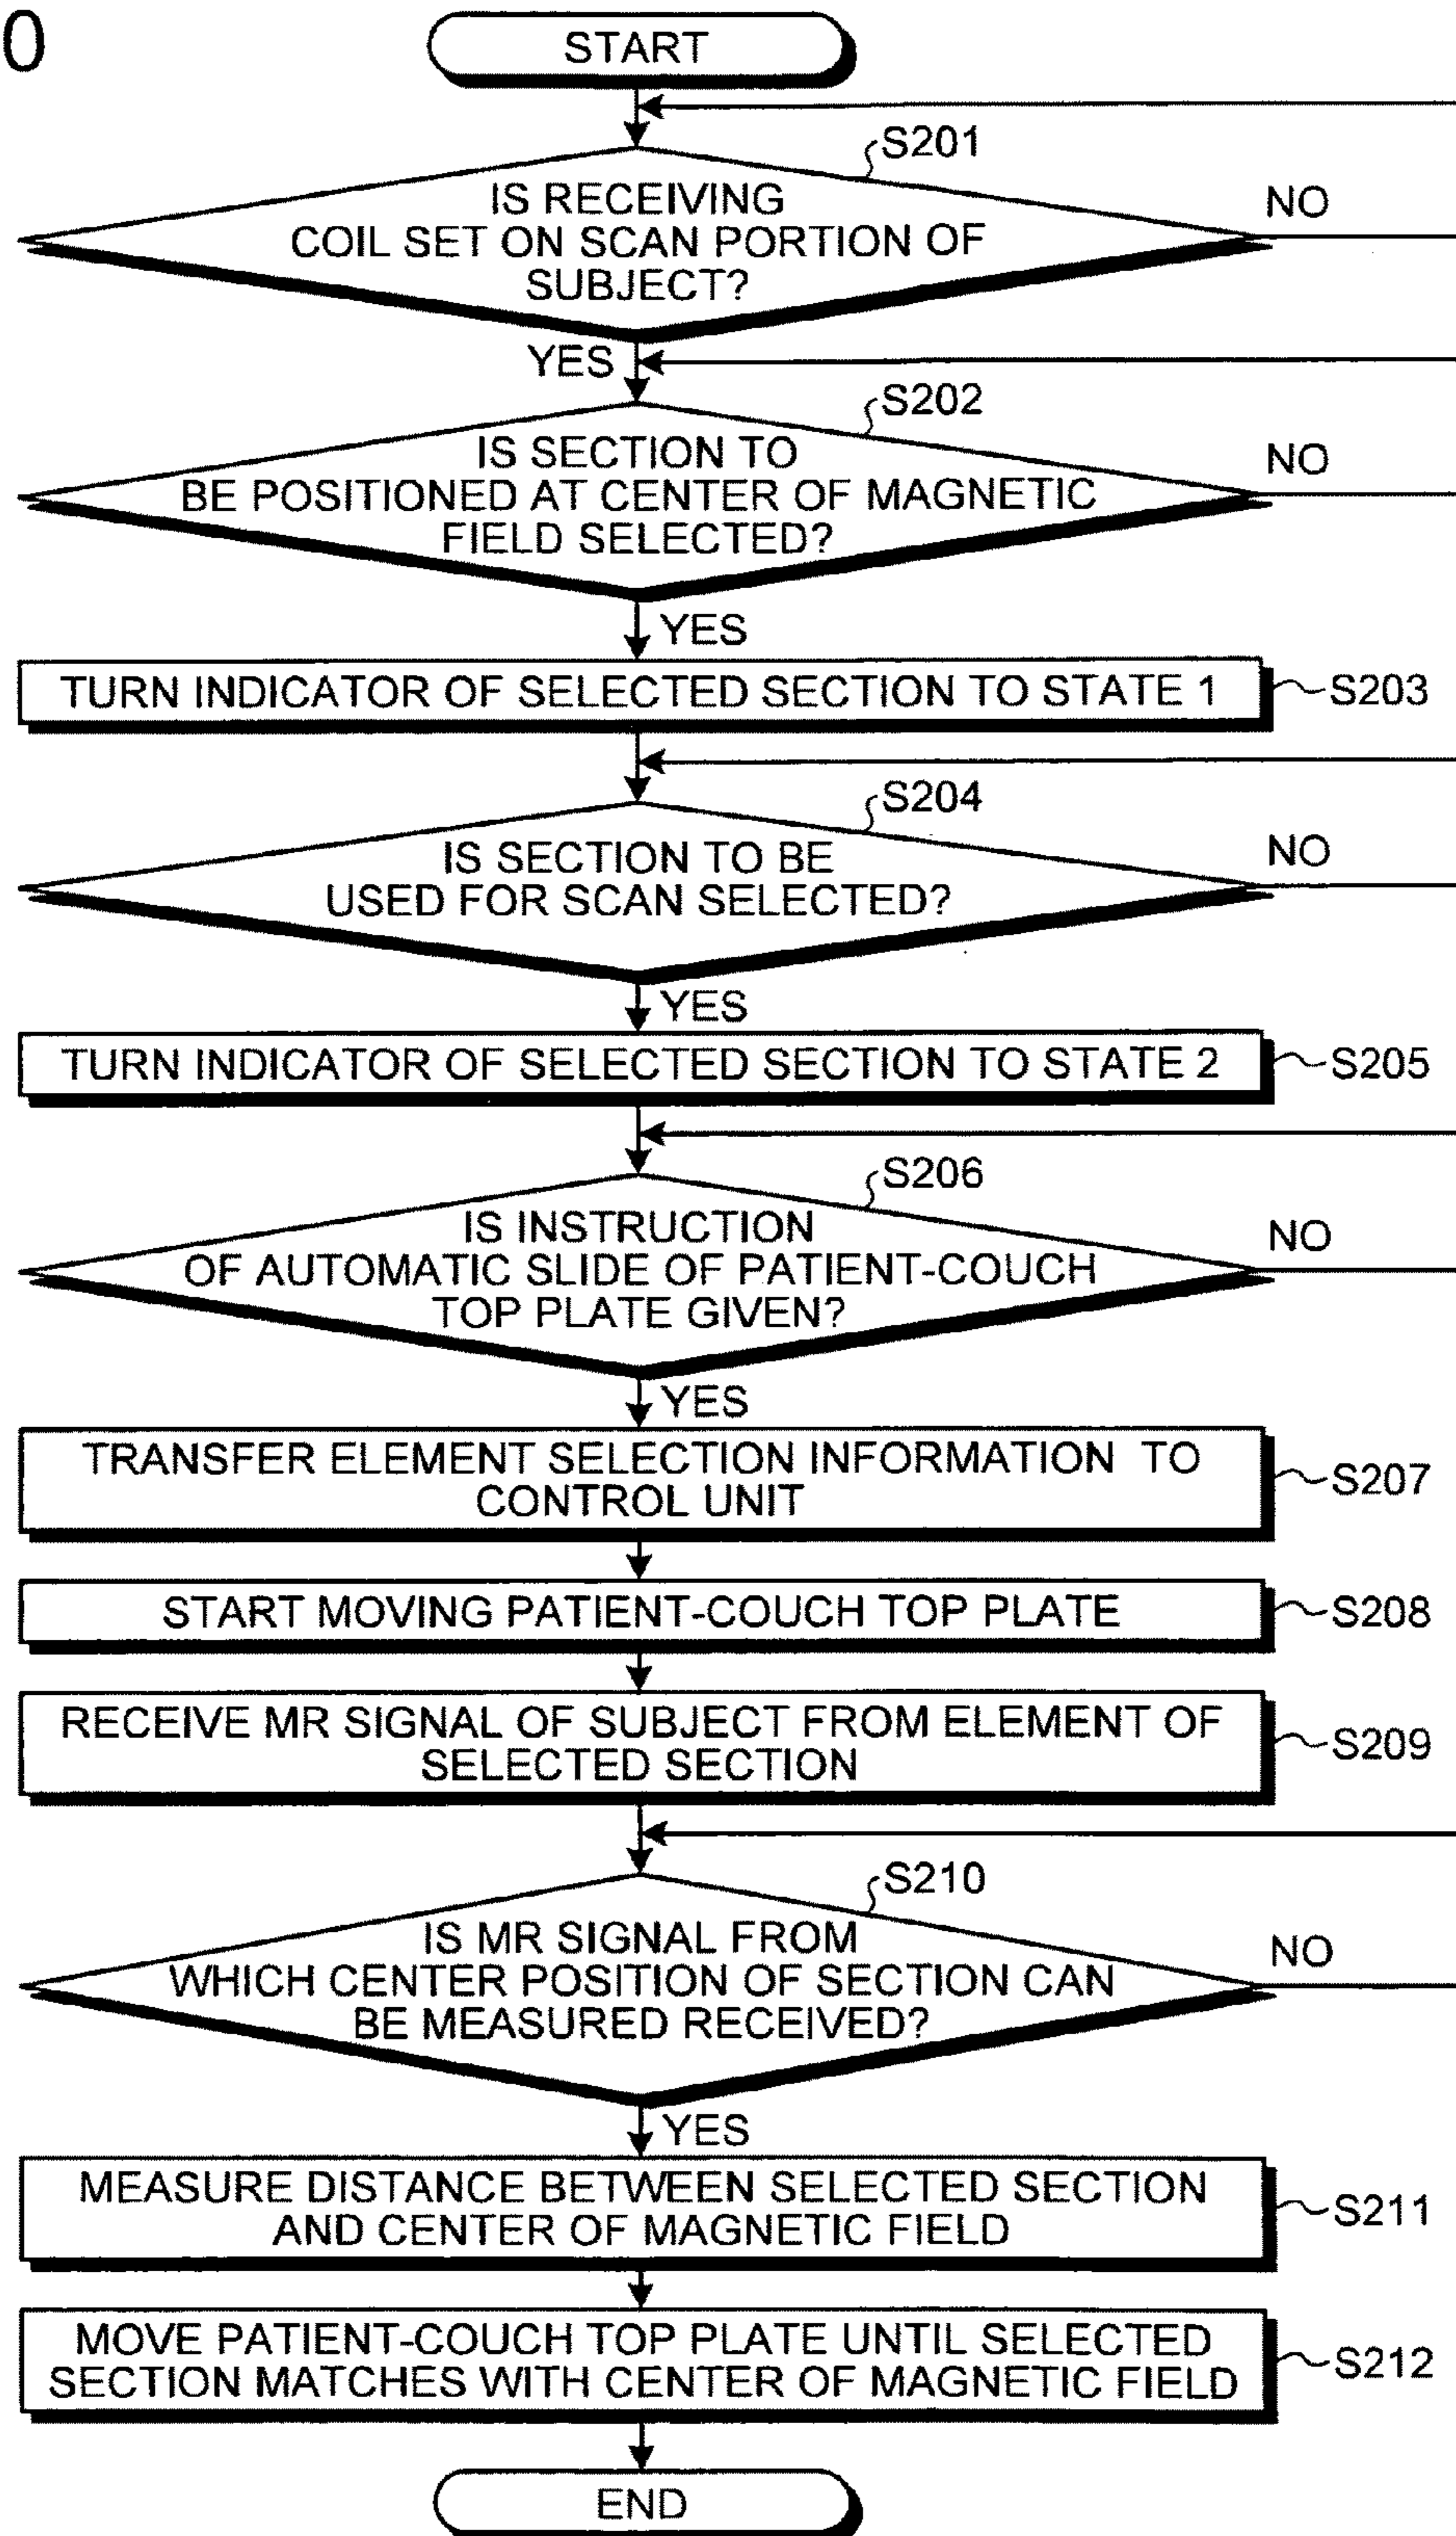 0
START
S201
IS RECEIVING
COIL SET ON SCAN PORTION OF
SUBJECT?
NO
YES
S202
IS SECTION TO
BE POSITIONED AT CENTER OF MAGNETIC
FIELD SELECTED?
NO
YES
TURN INDICATOR OF SELECTED SECTION TO STATE 1
S203
S204
IS SECTION TO BE
USED FOR SCAN SELECTED?
NO
YES
TURN INDICATOR OF SELECTED SECTION TO STATE 2
S205
S206
IS INSTRUCTION
OF AUTOMATIC SLIDE OF PATIENT-COUCH
TOP PLATE GIVEN?
NO
YES
TRANSFER ELEMENT SELECTION INFORMATION TO
CONTROL UNIT
S207
START MOVING PATIENT-COUCH TOP PLATE
S208
RECEIVE MR SIGNAL OF SUBJECT FROM ELEMENT OF
SELECTED SECTION
S209
S210
IS MR SIGNAL FROM
WHICH CENTER POSITION OF SECTION CAN
BE MEASURED RECEIVED?
NO
YES
MEASURE DISTANCE BETWEEN SELECTED SECTION
AND CENTER OF MAGNETIC FIELD
S211
MOVE PATIENT-COUCH TOP PLATE UNTIL SELECTED
SECTION MATCHES WITH CENTER OF MAGNETIC FIELD
S212
END